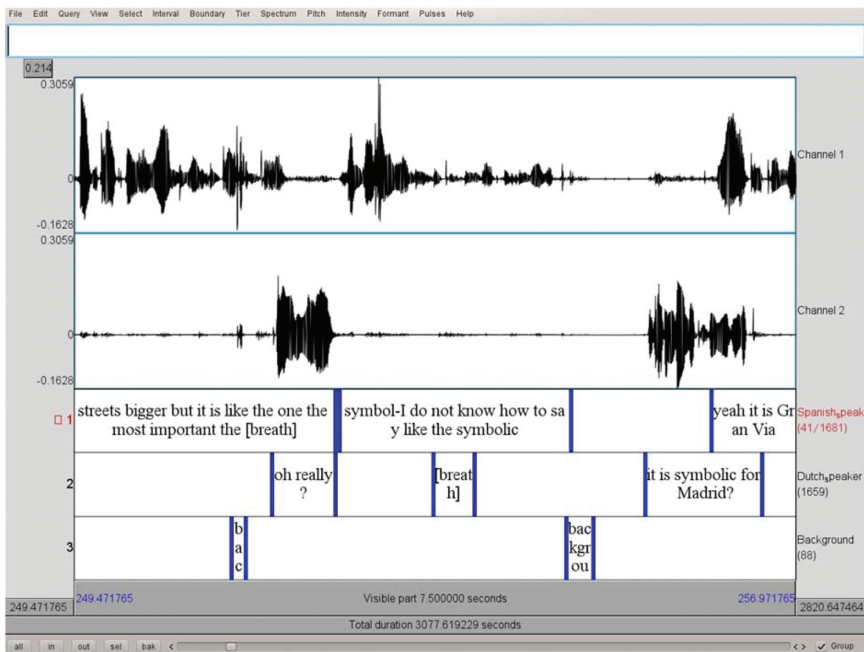 File Edit Query View Select Interval Boundary Tier Spectrum Pitch Intensity Formant Pulses Help
0.214
0.3059
0
-0.1628
Channel 1
0.3059
0
-0.1628
Channel 2
1
streets bigger but it is like the one the
most important the [breath]
symbol-I do not know how to sa
y like the symbolic
yeah it is Gr
an Via
Spanishspeak
(41/1681)
2
oh really
?
[breat
h]
it is symbolic for
Madrid?
Dutchspeaker
(1659)
3
b
a
c
bac
kgr
ou
Background
(88)
249.471765
249.471765 Visible part 7.500000 seconds 256.971765
2820.647464
Total duration 3077.619229 seconds
all in out sel bak < < > Group